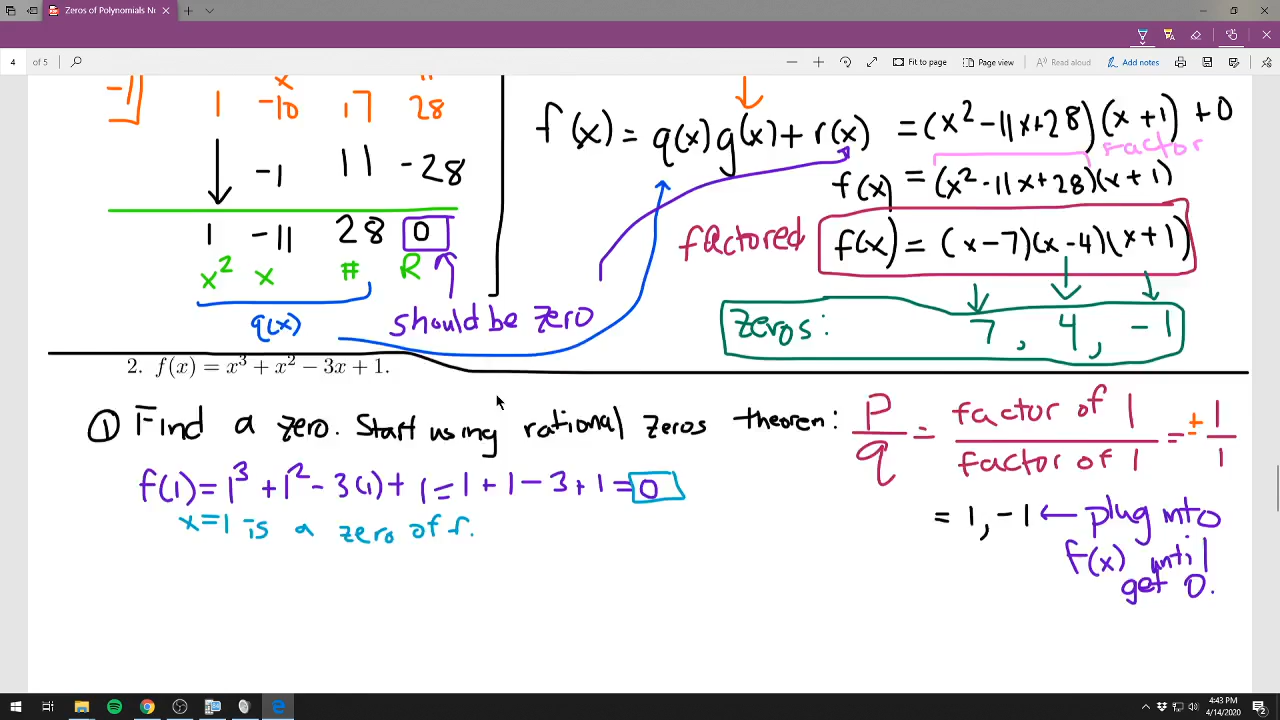 Zeros of Polynomials No
4 of 5
Fit to page
Page view
Read aloud
Add notes
-1
1 -10 17 28
x
-1 11 -28
1 -11 28 0
x² x # R
q(x)
should be zero
f(x) = q(x)g(x) + r(x) = (x² - 11x + 28)(x + 1) + 0
Factor
f(x) = (x² - 11x + 28)(x + 1)
factored f(x) = (x - 7)(x - 4)(x + 1)
zeros: 7, 4, -1
2. f(x) = x³ + x² − 3x + 1.
① Find a zero. Start using rational zeros theorem: P/q = factor of 1/factor of 1 = ± 1/1
f(1) = 1³ + 1² - 3(1) + 1 = 1 + 1 - 3 + 1 = 0
x = 1 is a zero of f.
= 1, -1 ← plug into
f(x) until
get 0.
4:43 PM
4/14/2020
2